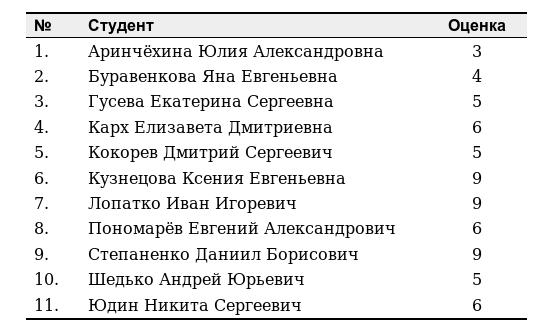 № Студент Оценка
1. Аринчёхина Юлия Александровна 3
2. Буравенкова Яна Евгеньевна 4
3. Гусева Екатерина Сергеевна 5
4. Карх Елизавета Дмитриевна 6
5. Кокорев Дмитрий Сергеевич 5
6. Кузнецова Ксения Евгеньевна 9
7. Лопатко Иван Игоревич 9
8. Пономарёв Евгений Александрович 6
9. Степаненко Даниил Борисович 9
10. Шедько Андрей Юрьевич 5
11. Юдин Никита Сергеевич 6